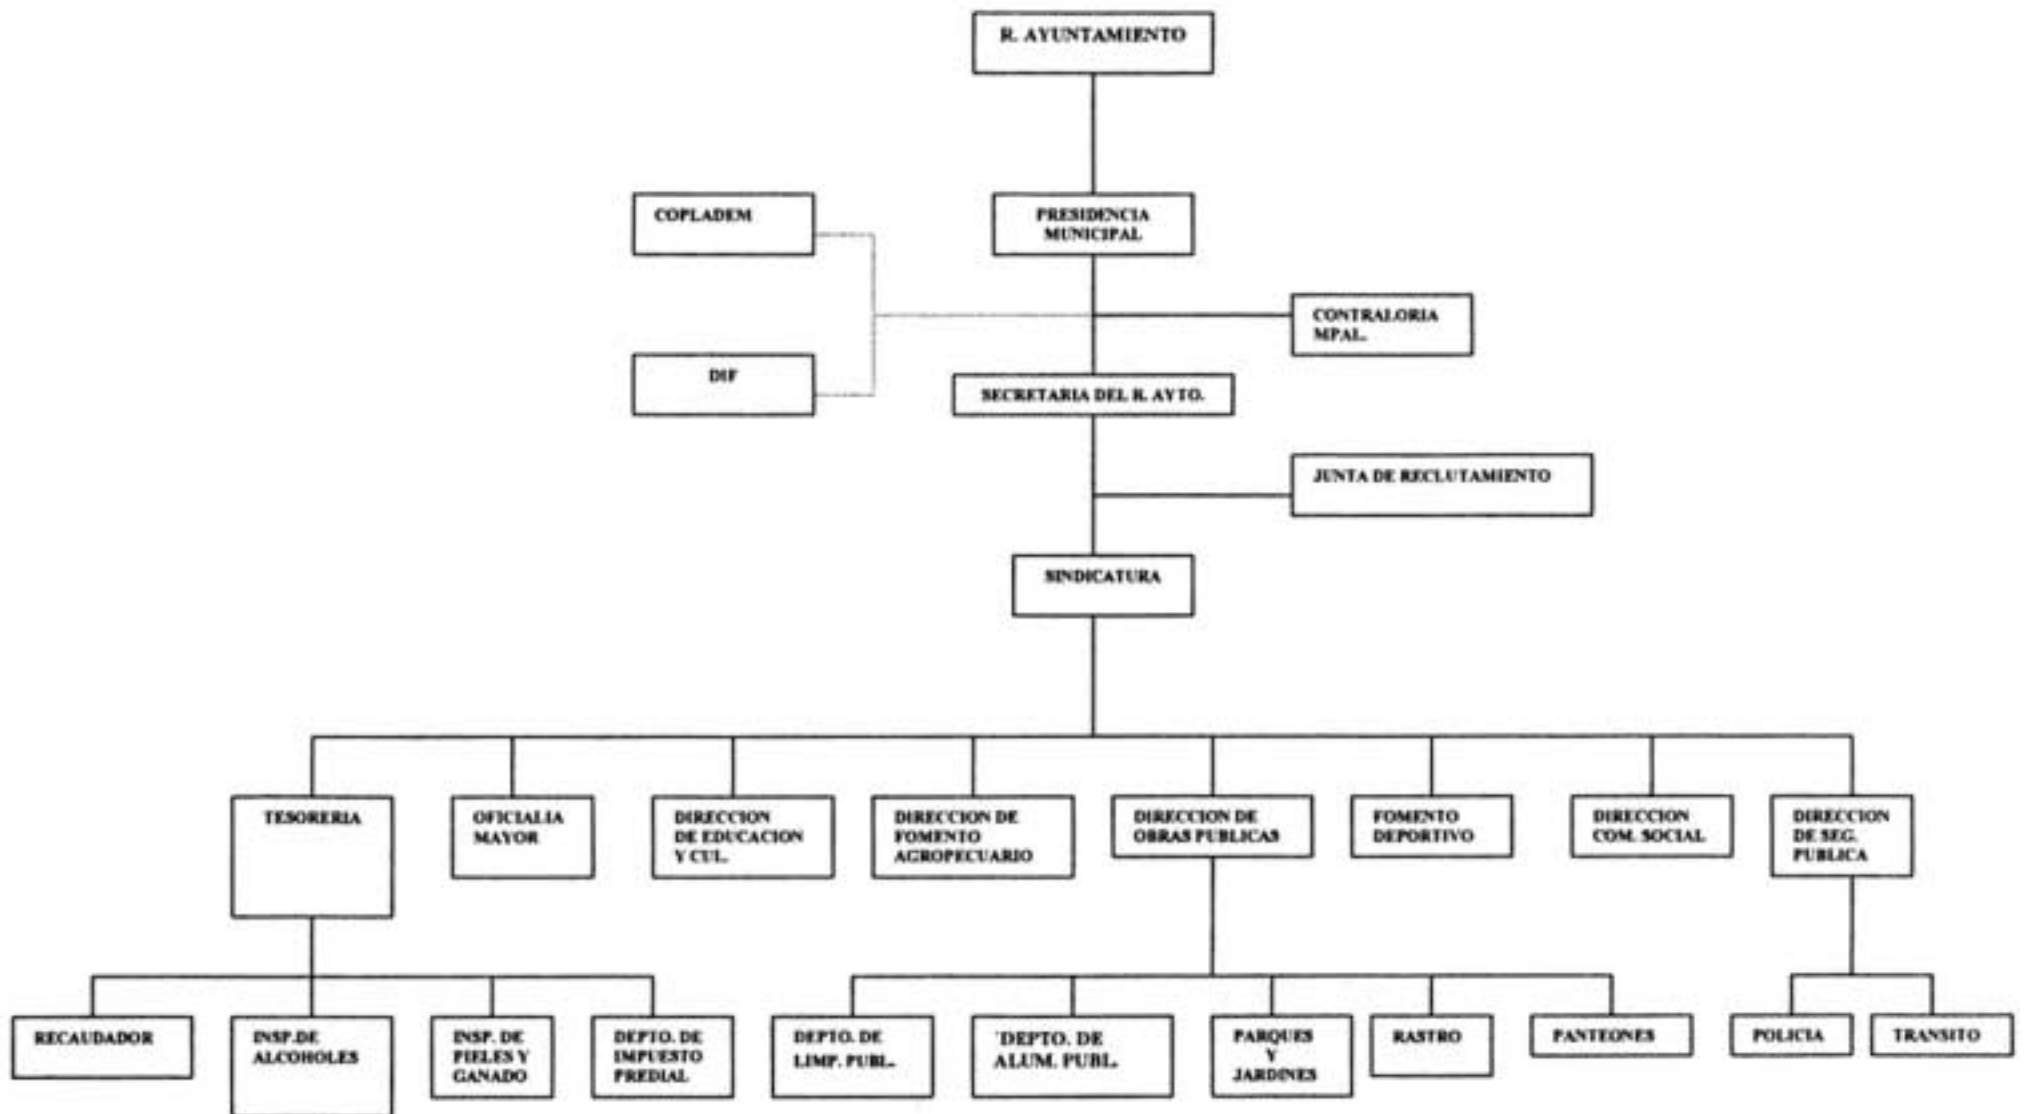 R. AYUNTAMIENTO
COPLADEM
PRESIDENCIA
MUNICIPAL
CONTRALORIA
MPAL.
DIF
SECRETARIA DEL R. AYTO.
JUNTA DE RECLUTAMIENTO
SINDICATURA
TESORERIA
OFICIALIA
MAYOR
DIRECCION
DE EDUCACION
Y CUL.
DIRECCION DE
FOMENTO
AGROPECUARIO
DIRECCION DE
OBRAS PUBLICAS
FOMENTO
DEPORTIVO
DIRECCION
COM. SOCIAL
DIRECCION
DE SEG.
PUBLICA
RECAUDADOR
INSP.DE
ALCOHOLES
INSP. DE
PIELES Y
GANADO
DEPTO. DE
IMPUESTO
PREDIAL
DEPTO. DE
LIMP. PUBL.
'DEPTO. DE
ALUM. PUBL.
PARQUES
Y
JARDINES
RASTRO
PANTEONES
POLICIA
TRANSITO